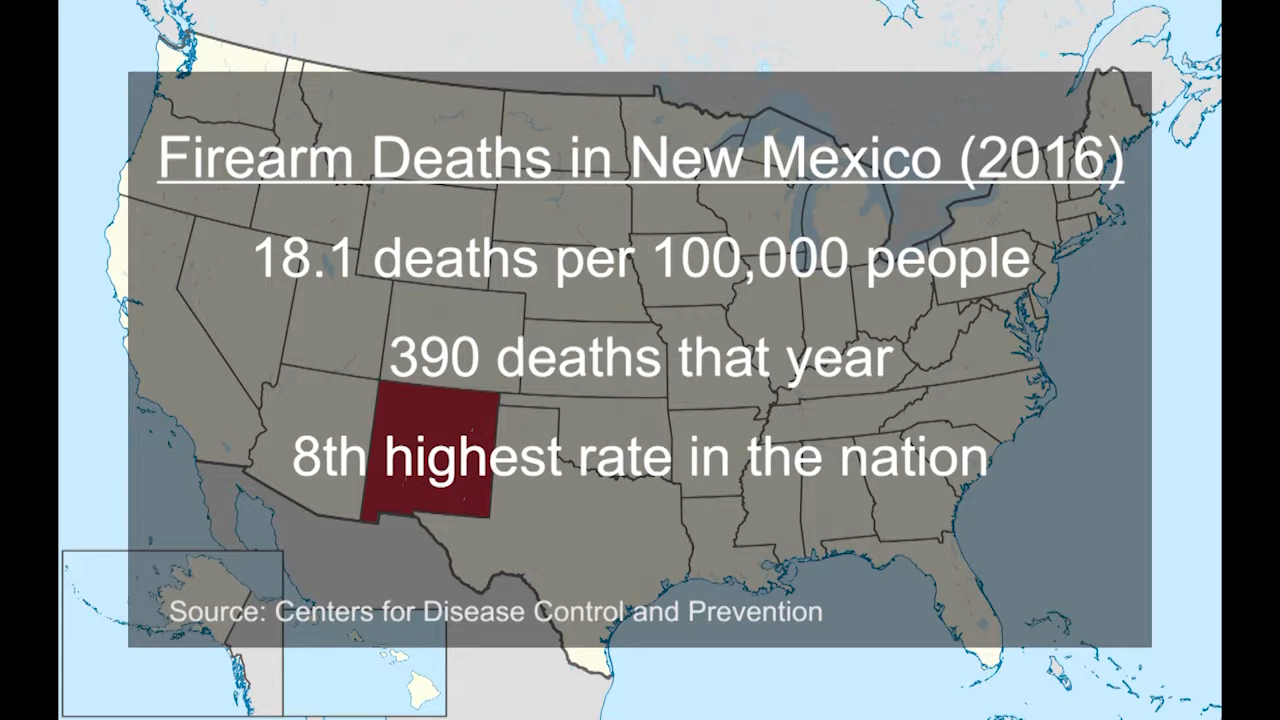 Firearm Deaths in New Mexico (2016)
18.1 deaths per 100,000 people
390 deaths that year
8th highest rate in the nation
Source: Centers for Disease Control and Prevention